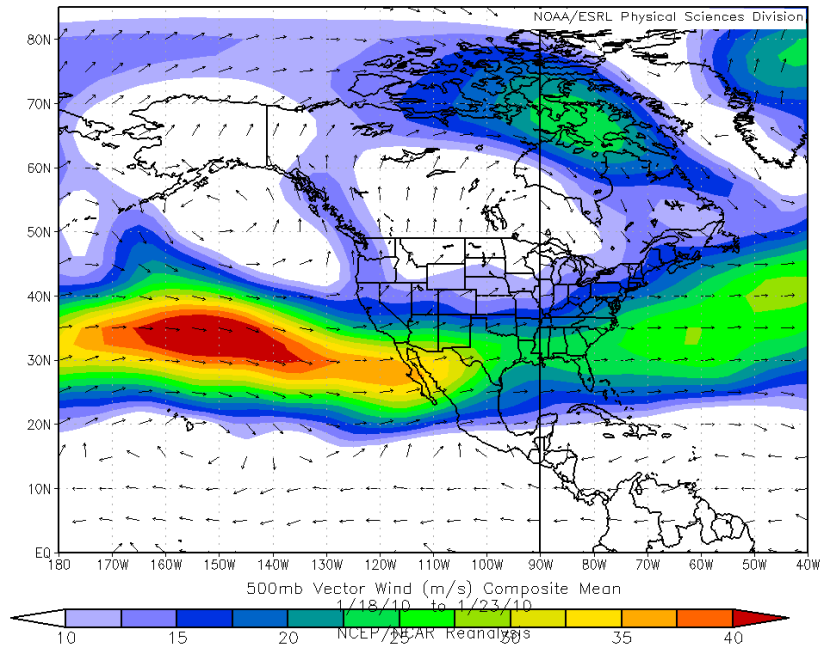 NOAA/ESRL Physical Sciences Division
80N
70N
60N
50N
40N
30N
20N
10N
EQ
180 170W 160W 150W 140W 130W 120W 110W 100W 90W 80W 70W 60W 50W 40W
500mb Vector Wind (m/s) Composite Mean
1/18/10 to 1/23/10
NCEP/NCAR Reanalysis
10 15 20 25 30 35 40